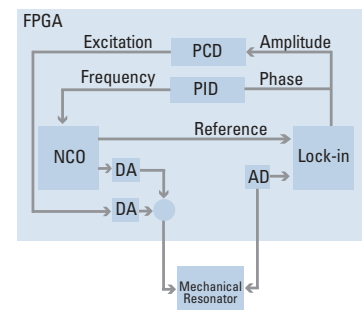 FPGA
Excitation
PCD
Amplitude
Frequency
PID
Phase
Reference
NCO
Lock-in
DA
AD
DA
Mechanical
Resonator